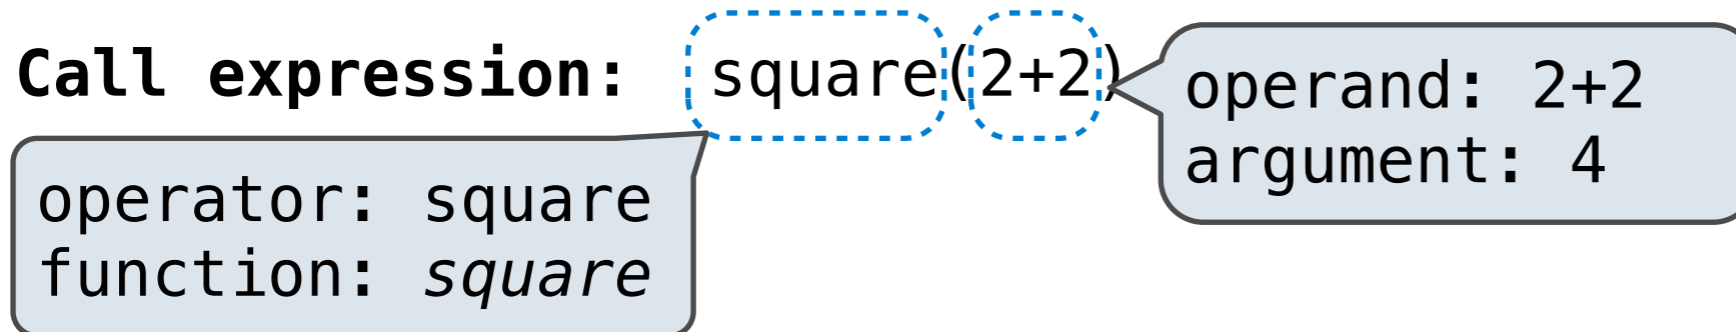 Call expression: square(2+2)
operator: square
function: square
operand: 2+2
argument: 4